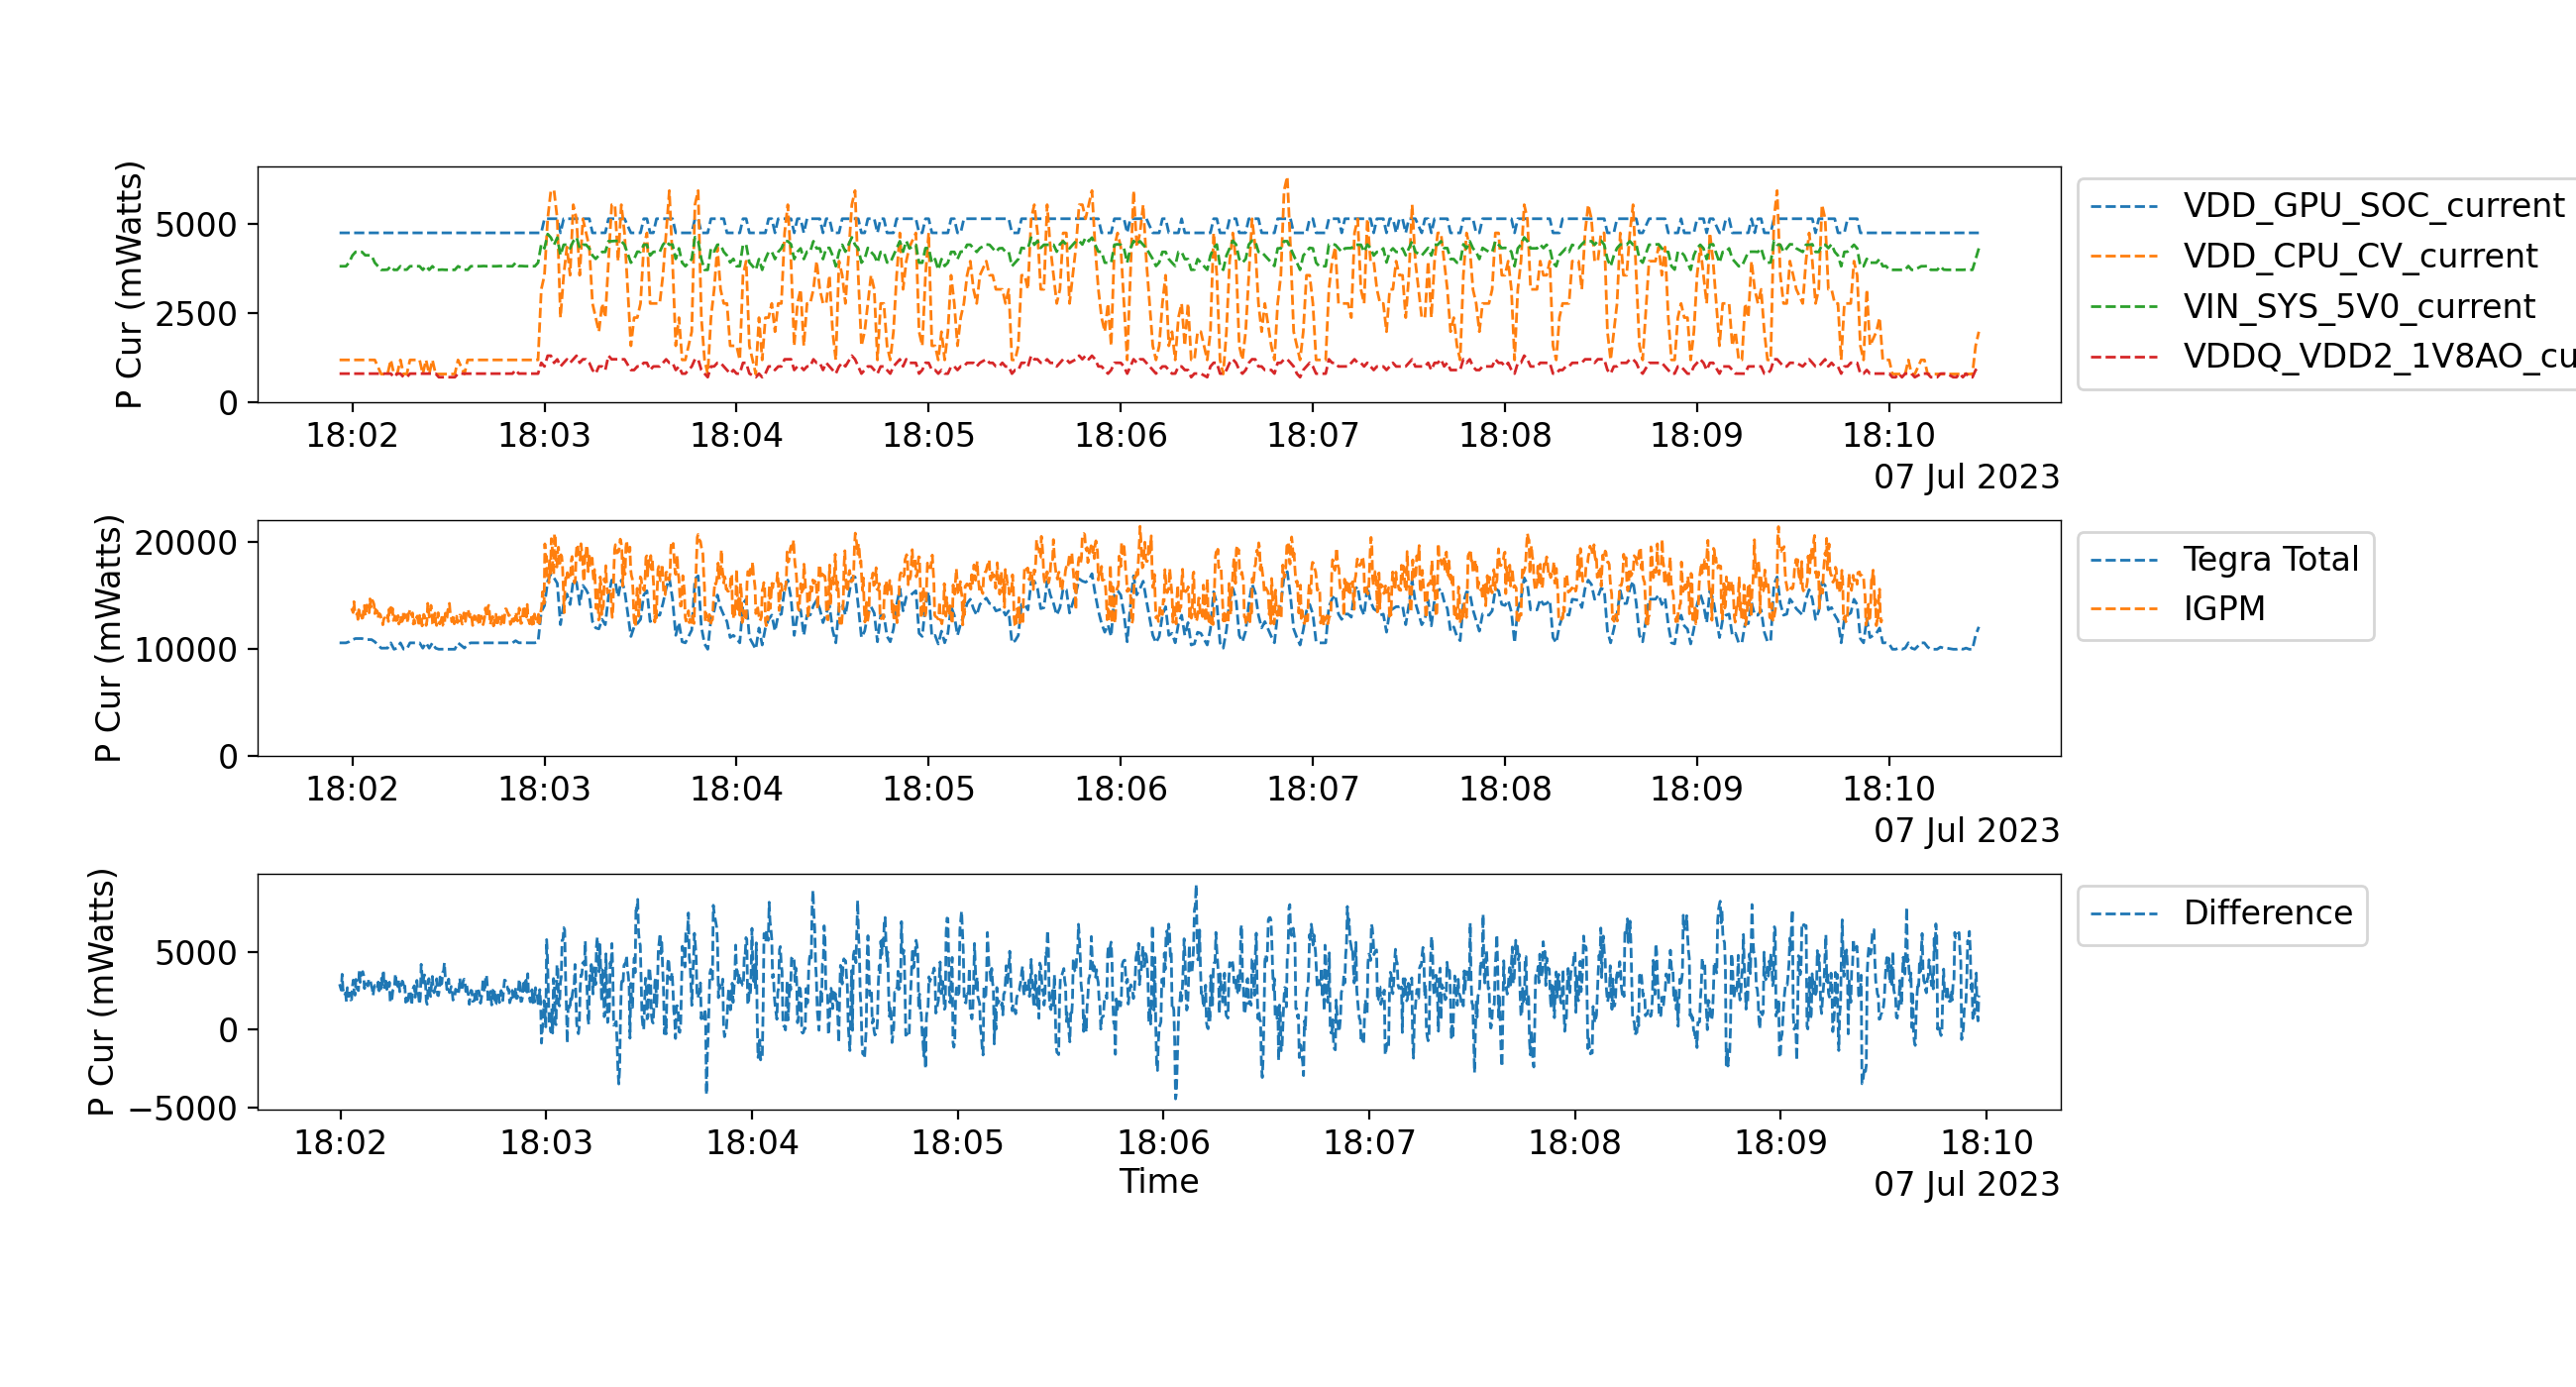 P Cur (mWatts)
5000
2500
0
18:02 18:03 18:04 18:05 18:06 18:07 18:08 18:09 18:10
07 Jul 2023
VDD_GPU_SOC_current
VDD_CPU_CV_current
VIN_SYS_5V0_current
VDDQ_VDD2_1V8AO_cu
P Cur (mWatts)
20000
10000
0
18:02 18:03 18:04 18:05 18:06 18:07 18:08 18:09 18:10
07 Jul 2023
Tegra Total
IGPM
P Cur (mWatts)
5000
0
−5000
18:02 18:03 18:04 18:05 18:06 18:07 18:08 18:09 18:10
Time
07 Jul 2023
Difference